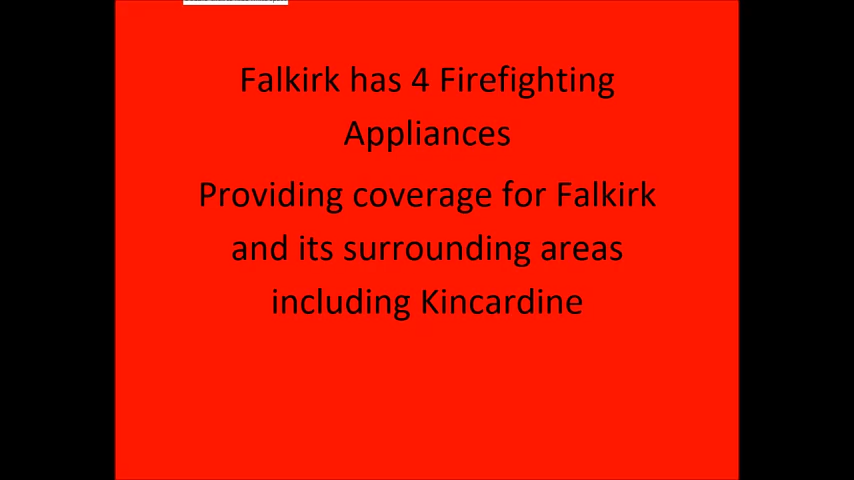 Falkirk has 4 Firefighting
Appliances
Providing coverage for Falkirk
and its surrounding areas
including Kincardine